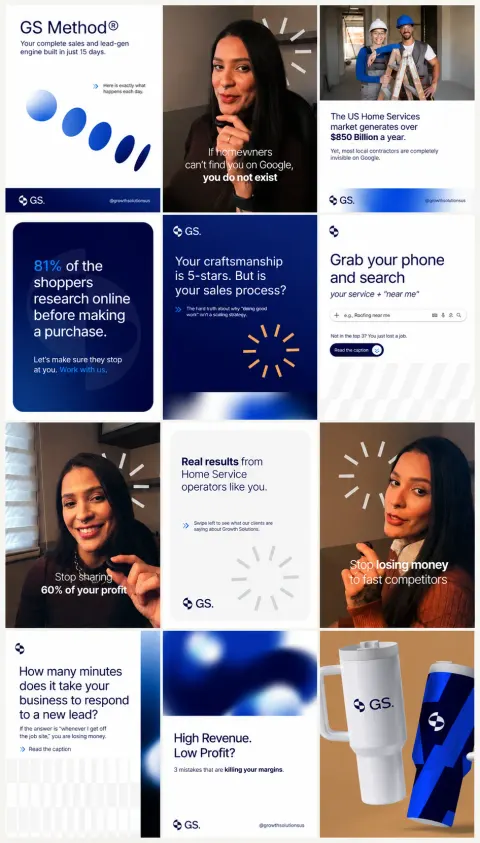 GS Method®
Your complete sales and lead-gen
engine built in just 15 days.
Here is exactly what
happens each day.
GS.
@growthsolutionsus
If homeowners
can't find you on Google,
you do not exist
The US Home Services
market generates over
$850 Billion a year.
Yet, most local contractors are completely
invisible on Google.
GS.
@growthsolutionsus
81% of the
shoppers
research online
before making
a purchase.
Let's make sure they stop
at you. Work with us.
GS.
Your craftsmanship
is 5-stars. But is
your sales process?
The hard truth about why "doing good
work" isn't a scaling strategy.
Grab your phone
and search
your service + "near me"
e.g., Roofing near me
Not in the top 3? You just lost a job.
Read the caption
Stop sharing
60% of your profit
Real results from
Home Service
operators like you.
Swipe left to see what our clients are
saying about Growth Solutions.
GS.
Stop losing money
to fast competitors
How many minutes
does it take your
business to respond
to a new lead?
If the answer is "whenever I get off
the job site," you are losing money.
Read the caption
High Revenue.
Low Profit?
3 mistakes that are killing your margins.
GS.
@growthsolutionsus
GS.